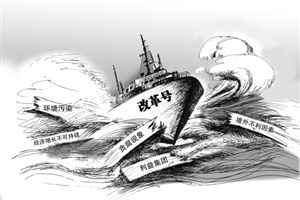 改革号
环境污染
经济增长不可持续
贪腐现象
利益集团
境外不利因素